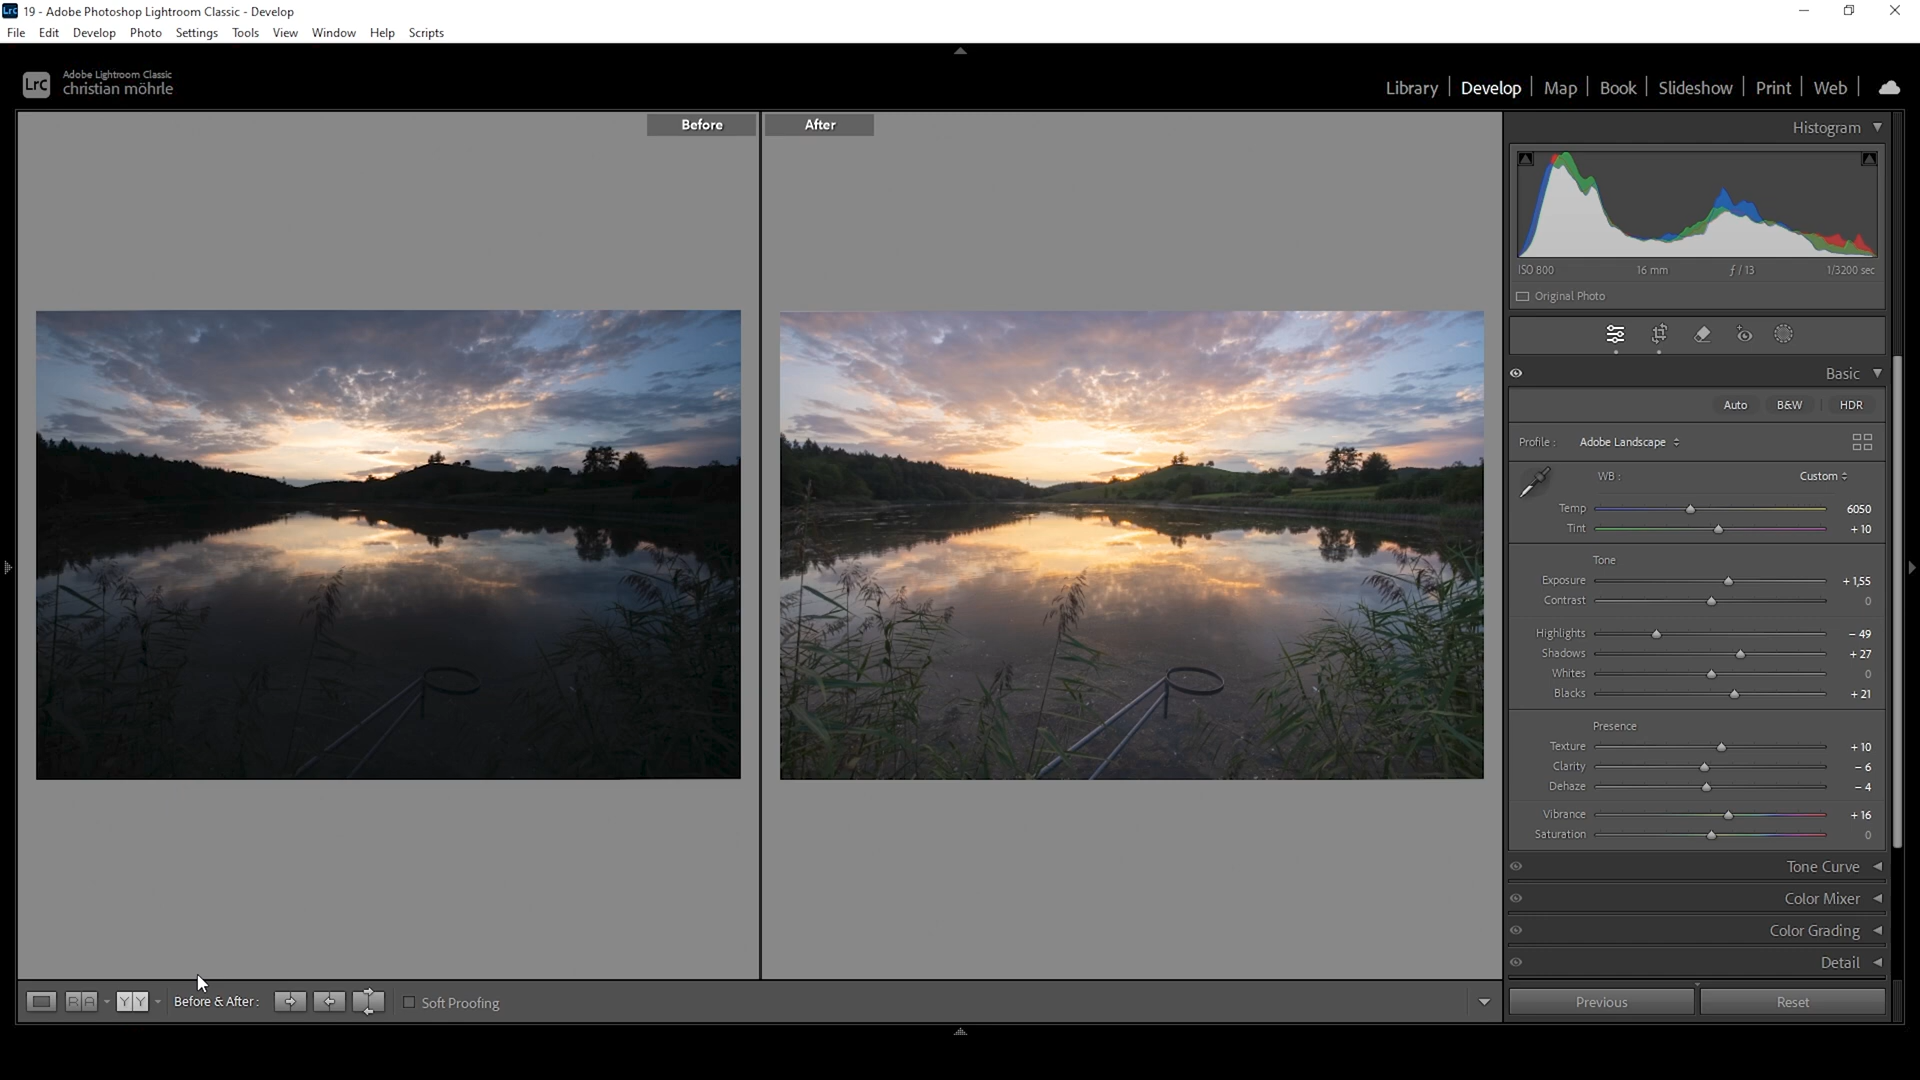 19 - Adobe Photoshop Lightroom Classic - Develop
File Edit Develop Photo Settings Tools View Window Help Scripts
LrC Adobe Lightroom Classic
christian möhrle
Library Develop Map Book Slideshow Print Web
Before After
Histogram
ISO 800 16 mm ƒ / 13 1/3200 sec
Original Photo
Basic
Auto B&W HDR
Profile : Adobe Landscape
WB : Custom
Temp 6050
Tint + 10
Tone
Exposure + 1,55
Contrast 0
Highlights – 49
Shadows + 27
Whites 0
Blacks + 21
Presence
Texture + 10
Clarity – 6
Dehaze – 4
Vibrance + 16
Saturation 0
Tone Curve
Color Mixer
Color Grading
Detail
R A Y Y Before & After : Soft Proofing
Previous Reset